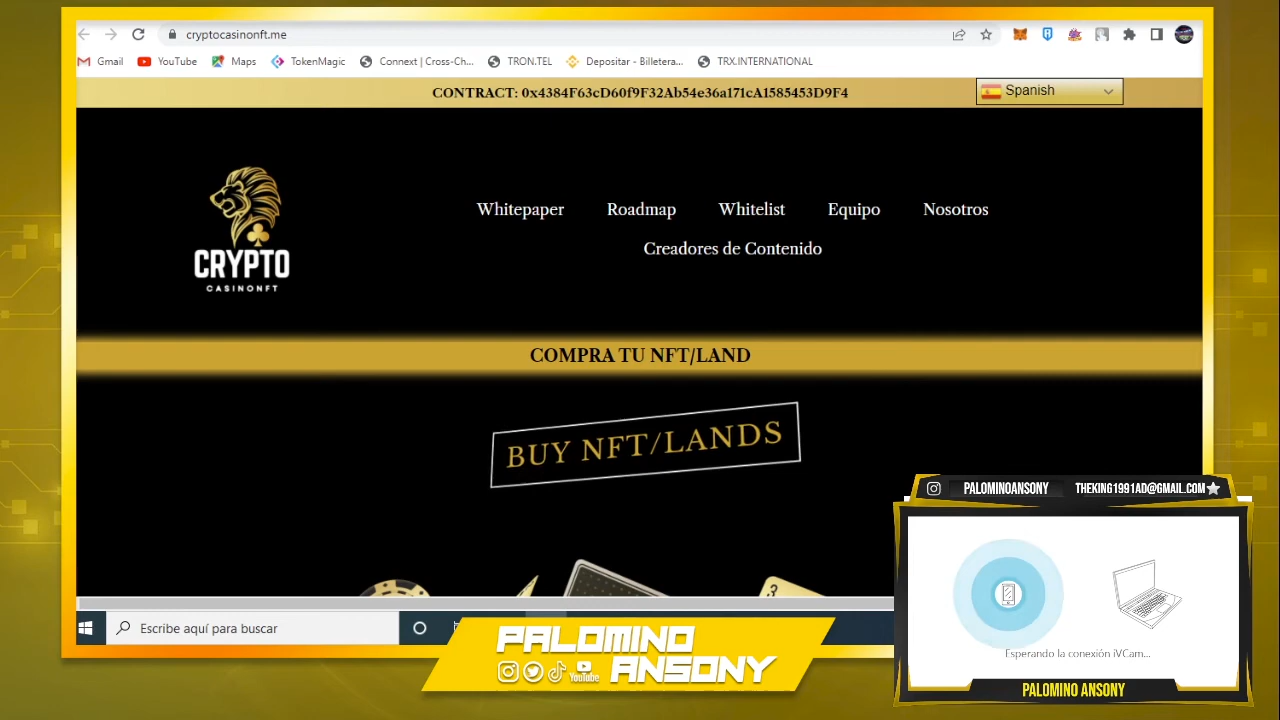 cryptocasinonft.me
Gmail YouTube Maps TokenMagic Connext | Cross-Ch... TRON.TEL Depositar - Billetera... TRX.INTERNATIONAL
CONTRACT: 0x4384F63cD60f9F32Ab54e36a171cA1585453D9F4
Spanish
Whitepaper Roadmap Whitelist Equipo Nosotros
Creadores de Contenido
CRYPTO
CASINONFT
COMPRA TU NFT/LAND
BUY NFT/LANDS
3
PALOMINOANSONY THEKING1991AD@GMAIL.COM
Esperando la conexión iVCam...
PALOMINO ANSONY
Escribe aquí para buscar
PALOMINO
YouTube ANSONY